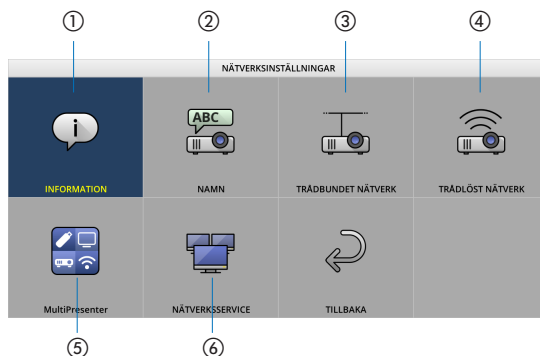 ① ② ③ ④
NÄTVERKSINSTÄLLNINGAR
ABC
i
INFORMATION NAMN TRÅDBUNDET NÄTVERK TRÅDLÖST NÄTVERK
MultiPresenter NÄTVERKSSERVICE TILLBAKA
⑤ ⑥